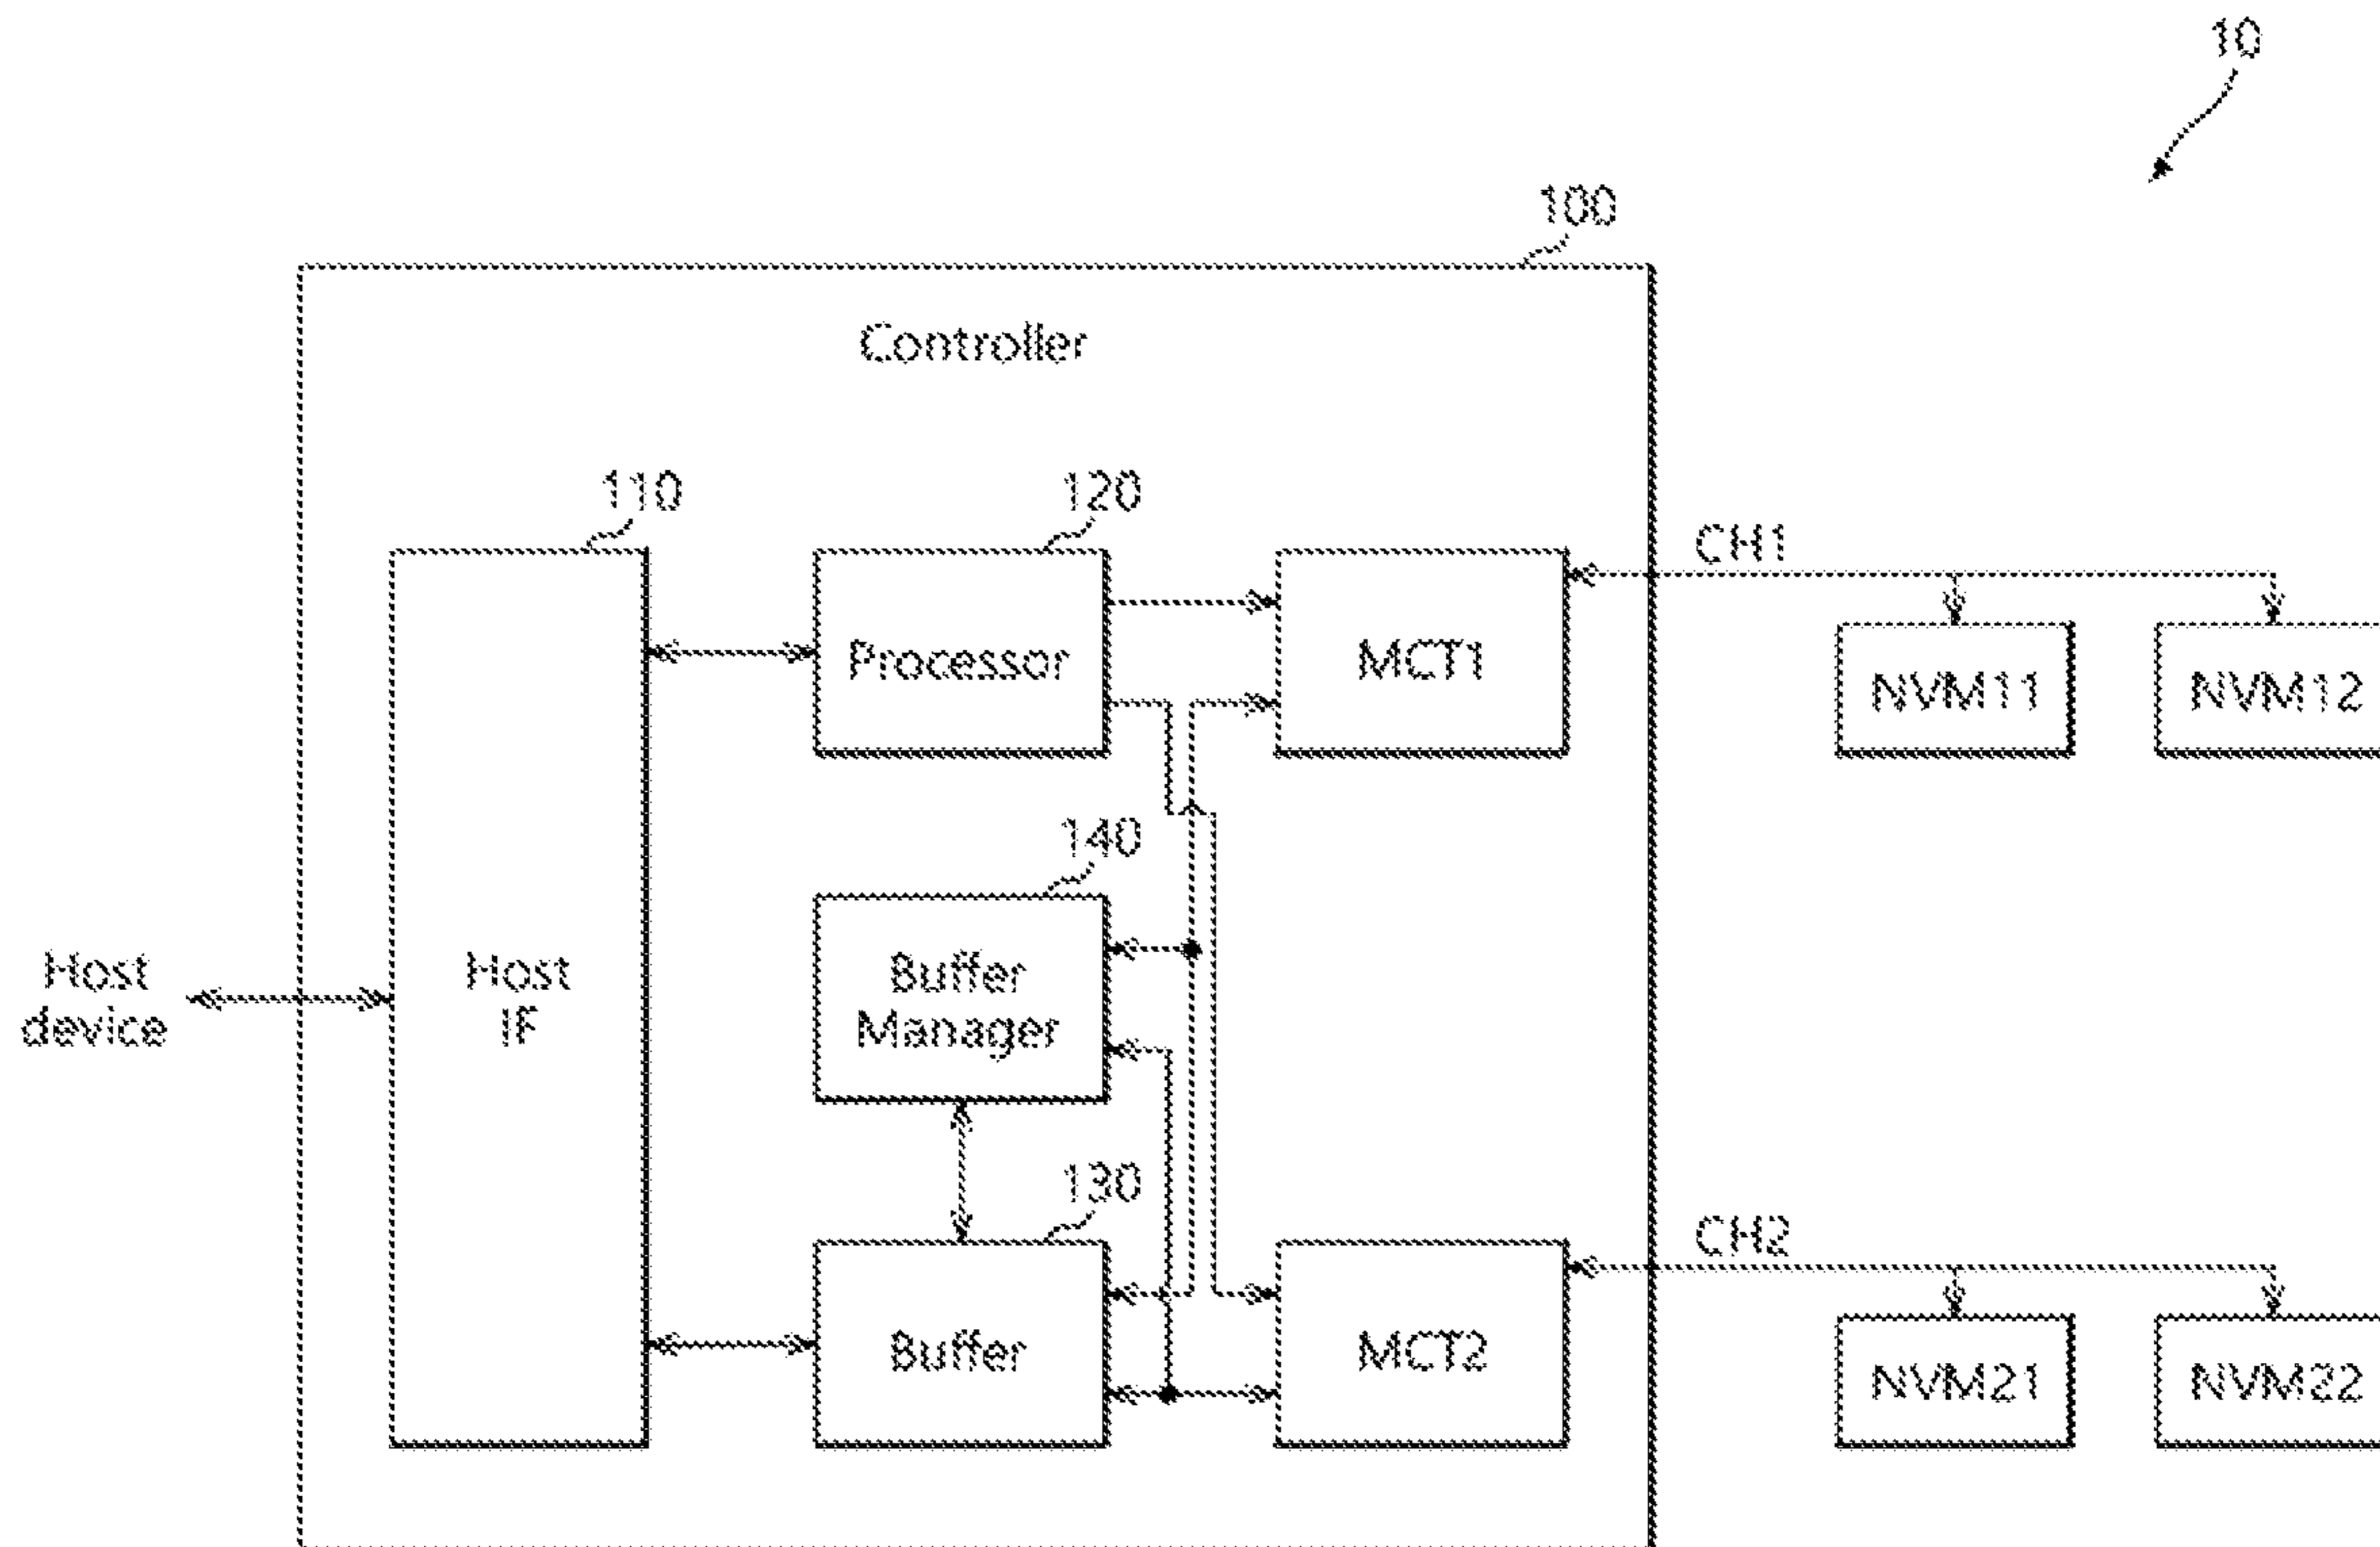 10
100
Controller
110
120
CH1
Processor
MCT1
NVM11
NVM12
140
Host
device
Host
IF
Buffer
Manager
130
CH2
Buffer
MCT2
NVM21
NVM22